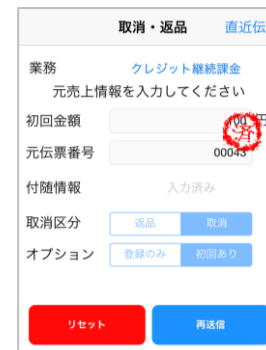 取消・返品 直近伝
業務 クレジット継続課金
元売上情報を入力してください
初回金額 100 円
済
元伝票番号 00043
付随情報 入力済み
取消区分 返品 取消
オプション 登録のみ 初回あり
リセット 再送信